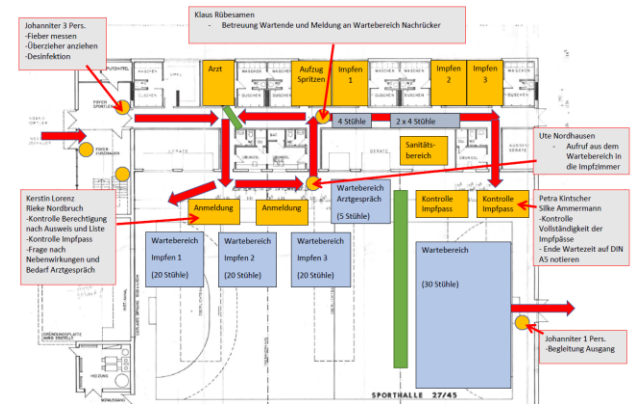 Johanniter 3 Pers.
-Fieber messen
-Überzieher anziehen
-Desinfektion
Klaus Rübesamen
- Betreuung Wartende und Meldung an Wartebereich Nachrücker
Arzt
Aufzug
Spritzen
Impfen
1
Impfen
2
Impfen
3
4 Stühle
2 x 4 Stühle
Sanitäts-
bereich
Ute Nordhausen
- Aufruf aus dem
Wartebereich in
die Impfzimmer
Kerstin Lorenz
Rieke Nordbruch
-Kontrolle Berechtigung
nach Ausweis und Liste
-Kontrolle Impfpass
-Frage nach
Nebenwirkungen und
Bedarf Arztgespräch
Anmeldung
Anmeldung
Wartebereich
Arztgespräch
(5 Stühle)
Kontrolle
Impfpass
Kontrolle
Impfpass
Petra Kintscher
Silke Ammermann
-Kontrolle
Vollständigkeit der
Impfpässe
- Ende Wartezeit auf DIN
A5 notieren
Wartebereich
Impfen 1
(20 Stühle)
Wartebereich
Impfen 2
(20 Stühle)
Wartebereich
Impfen 3
(20 Stühle)
Wartebereich
(30 Stühle)
Johanniter 1 Pers.
-Begleitung Ausgang
GERÄTE
GERÄTE
HEIZUNG
SPORTHALLE 27/45